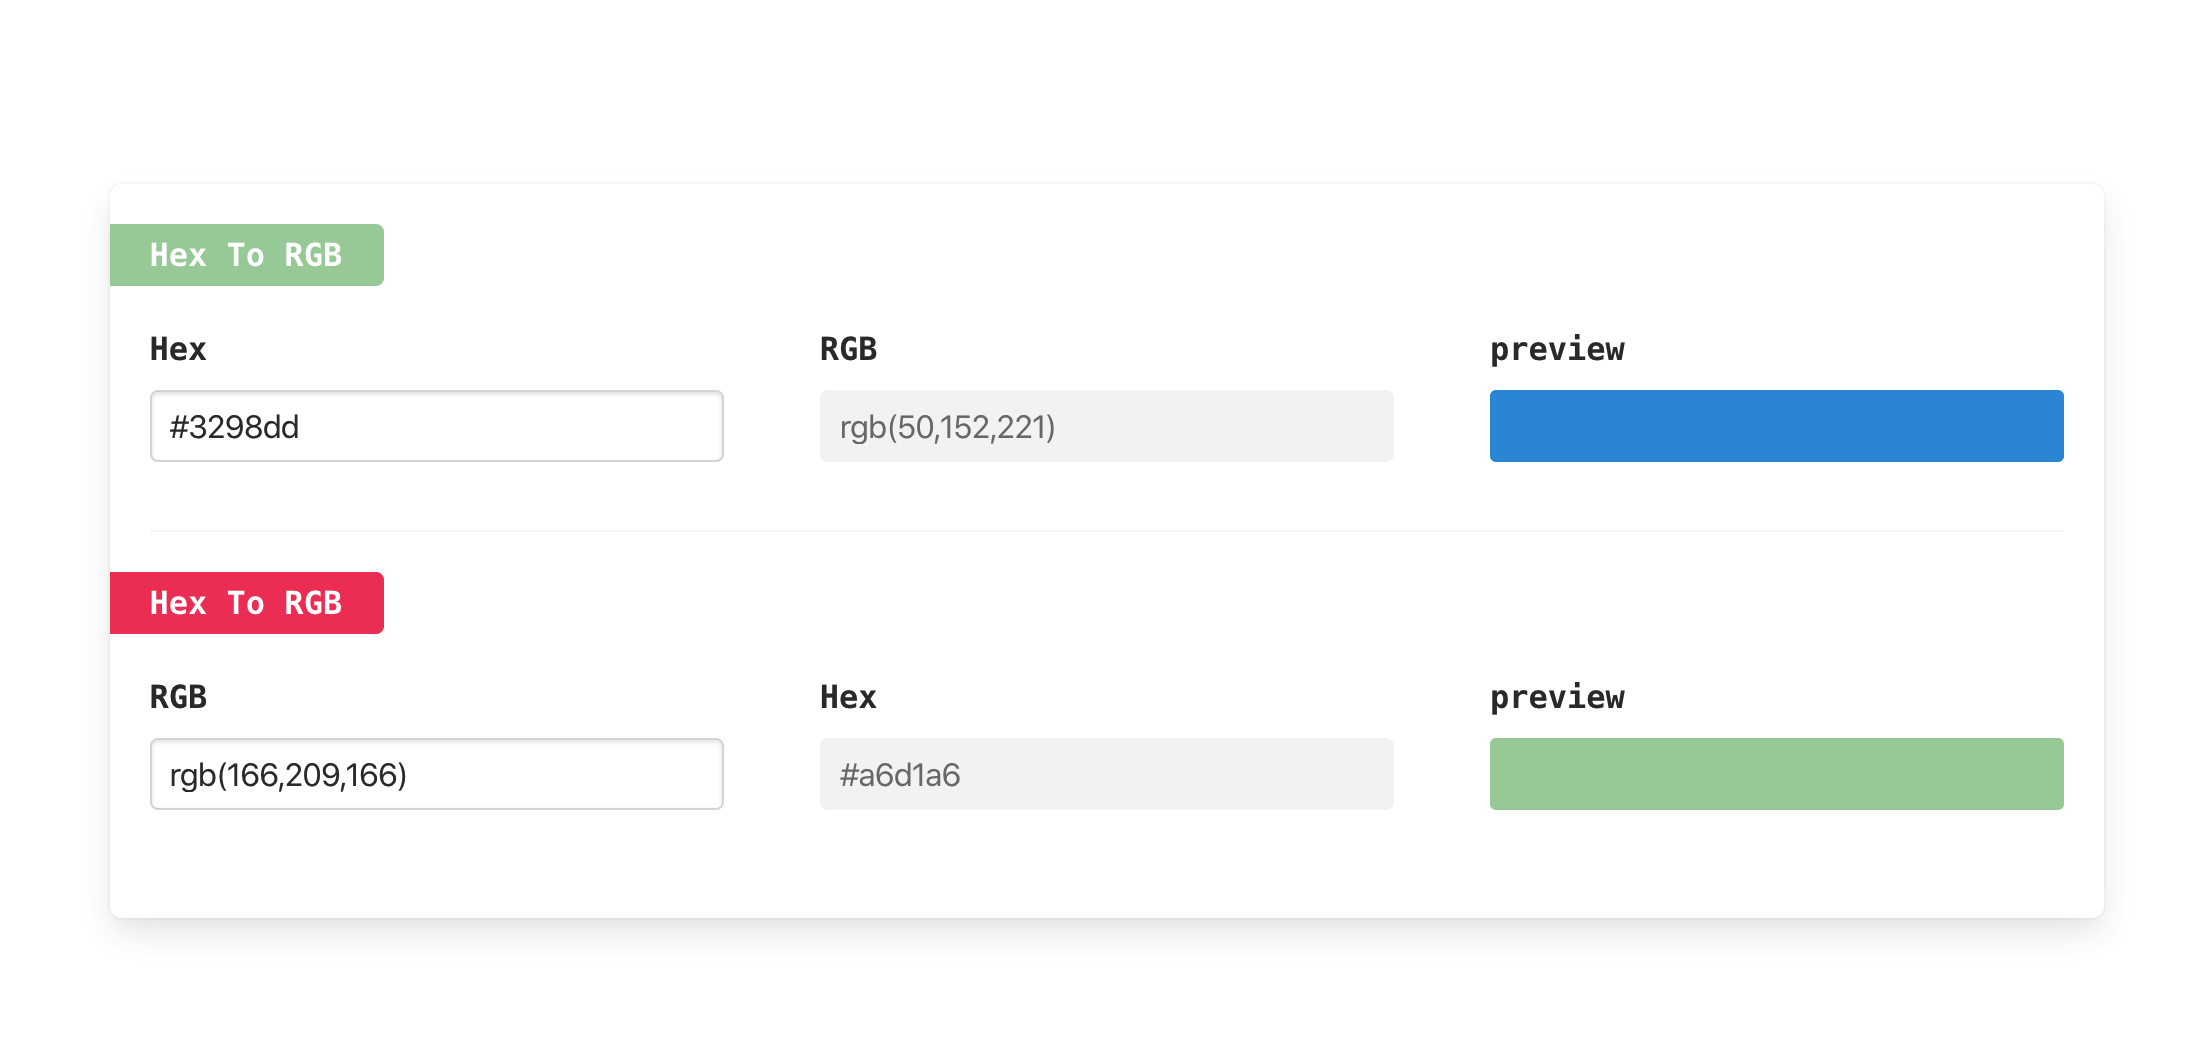 Hex To RGB
Hex
RGB
preview
#3298dd
rgb(50,152,221)
Hex To RGB
RGB
Hex
preview
rgb(166,209,166)
#a6d1a6